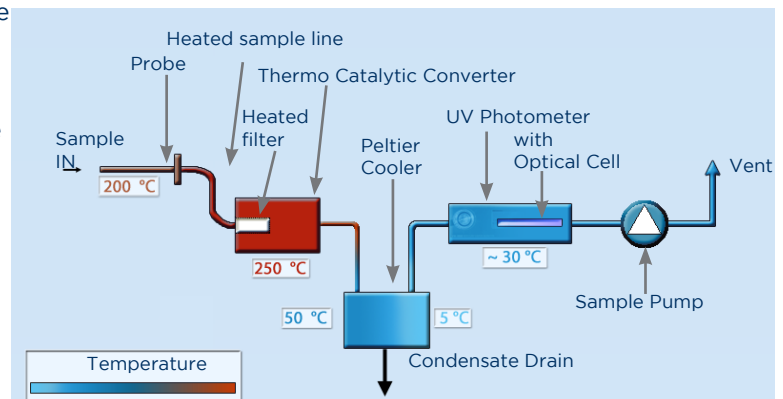 e
Heated sample line
Probe
Thermo Catalytic Converter
Heated
filter
UV Photometer
with
Optical Cell
Peltier
Cooler
Sample
IN
Vent
200 °C
250 °C
~ 30 °C
50 °C
5 °C
Sample Pump
Condensate Drain
Temperature